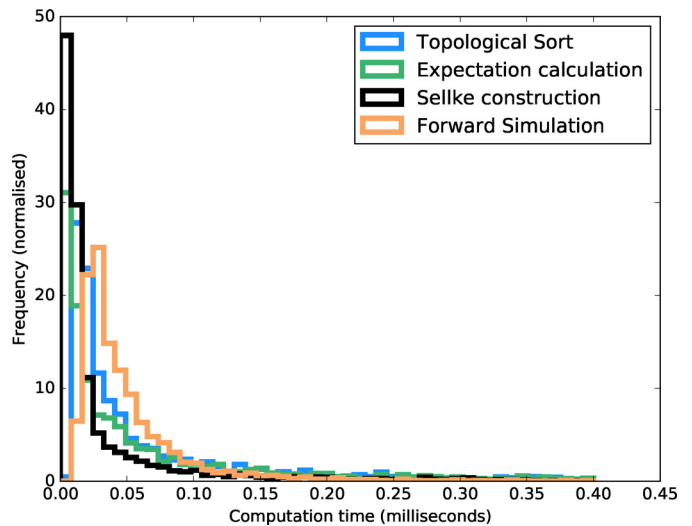 50
40
30
20
10
0
Frequency (normalised)
Topological Sort
Expectation calculation
Sellke construction
Forward Simulation
0.00 0.05 0.10 0.15 0.20 0.25 0.30 0.35 0.40 0.45
Computation time (milliseconds)